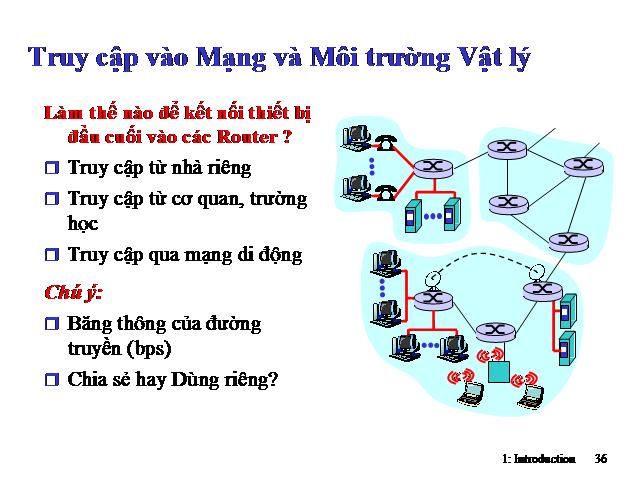 Truy cập vào Mạng và Môi trường Vật lý
Làm thế nào để kết nối thiết bị
đầu cuối vào các Router ?
Truy cập từ nhà riêng
Truy cập từ cơ quan, trường
học
Truy cập qua mạng di động
Chú ý:
Băng thông của đường
truyền (bps)
Chia sẻ hay Dùng riêng?
1: Introduction 36